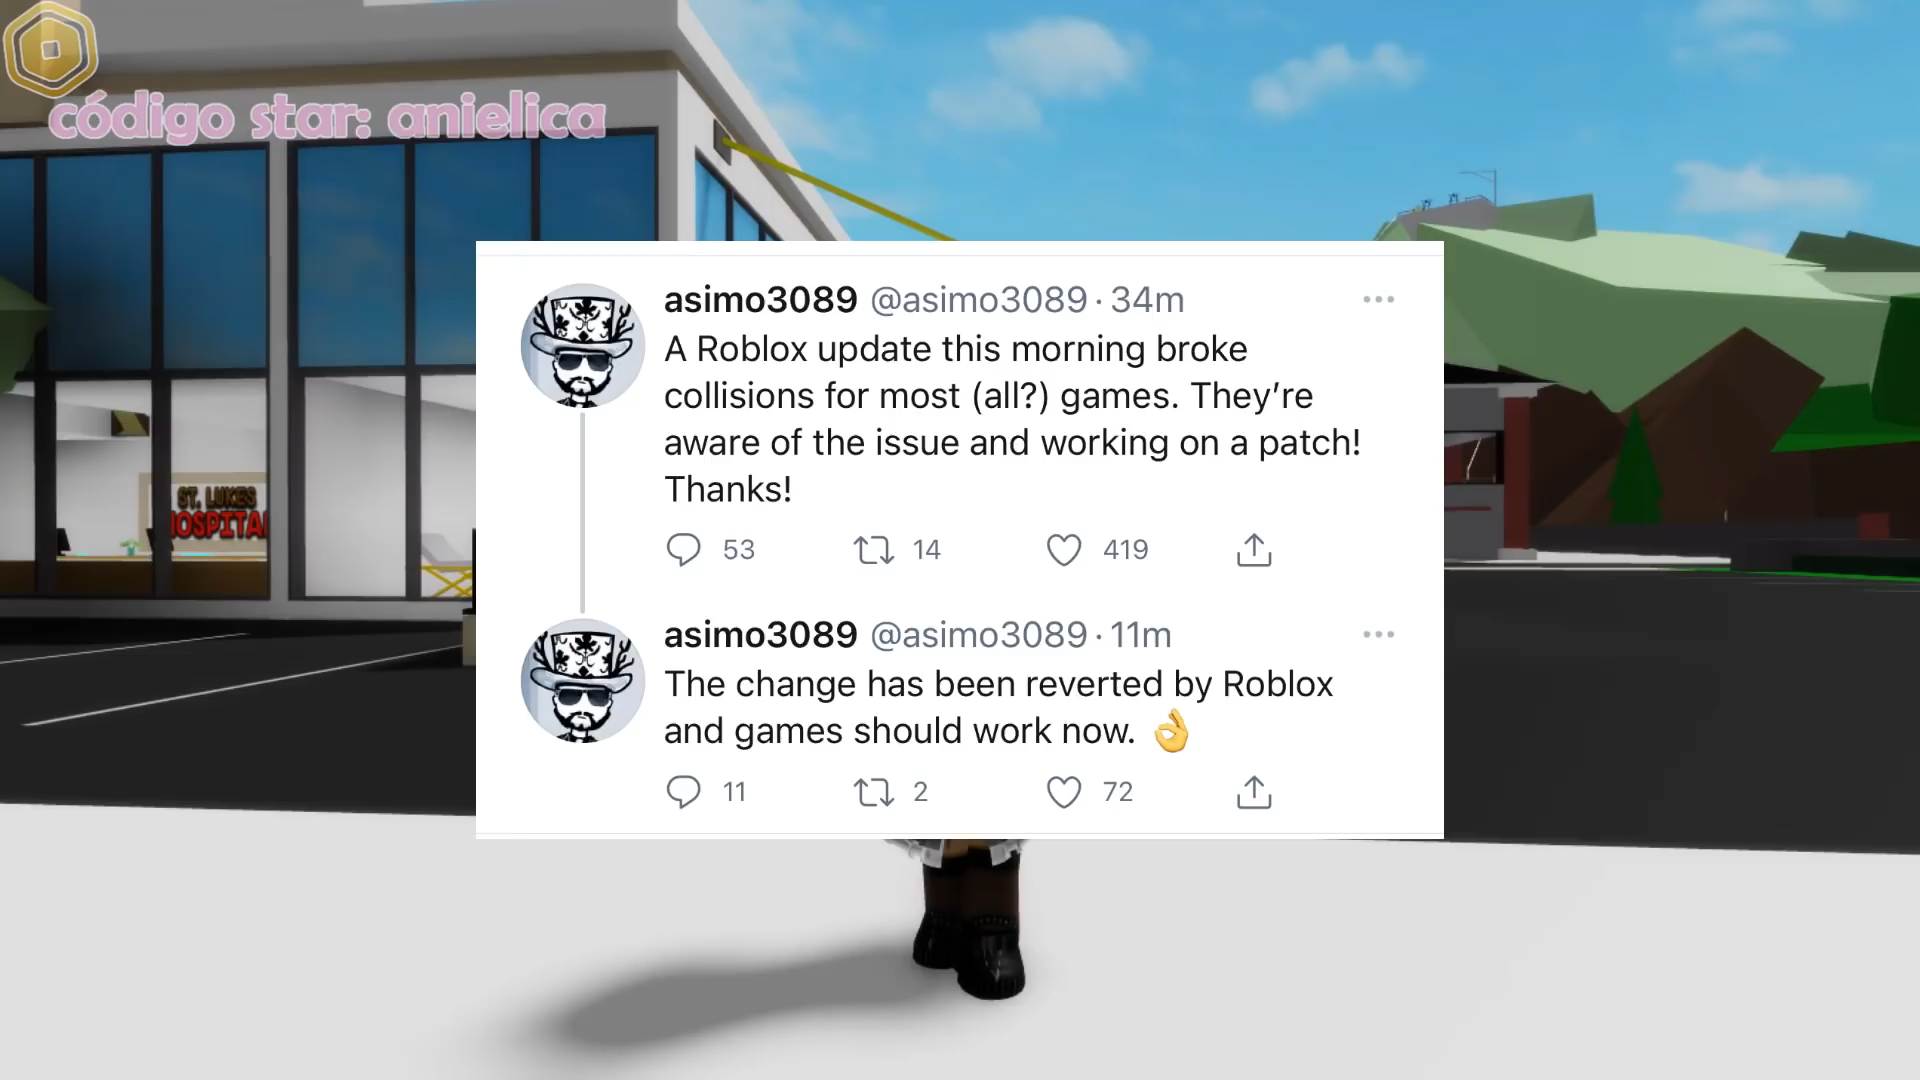 código star: anielica
ST. LUKES
HOSPITAL
asimo3089 @asimo3089 · 34m
A Roblox update this morning broke
collisions for most (all?) games. They’re
aware of the issue and working on a patch!
Thanks!
53 14 419
asimo3089 @asimo3089 · 11m
The change has been reverted by Roblox
and games should work now. 👌
11 2 72